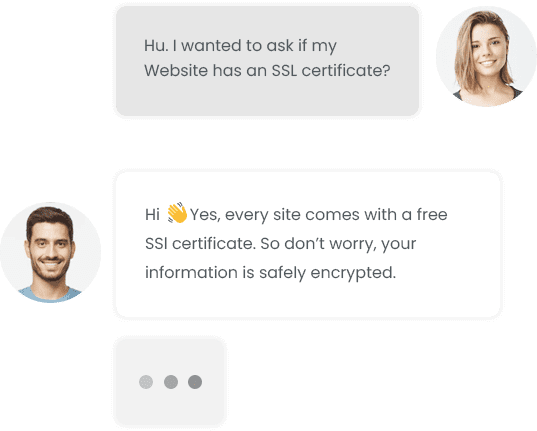 Hu. I wanted to ask if my
Website has an SSL certificate?
Hi 👋Yes, every site comes with a free
SSl certificate. So don’t worry, your
information is safely encrypted.